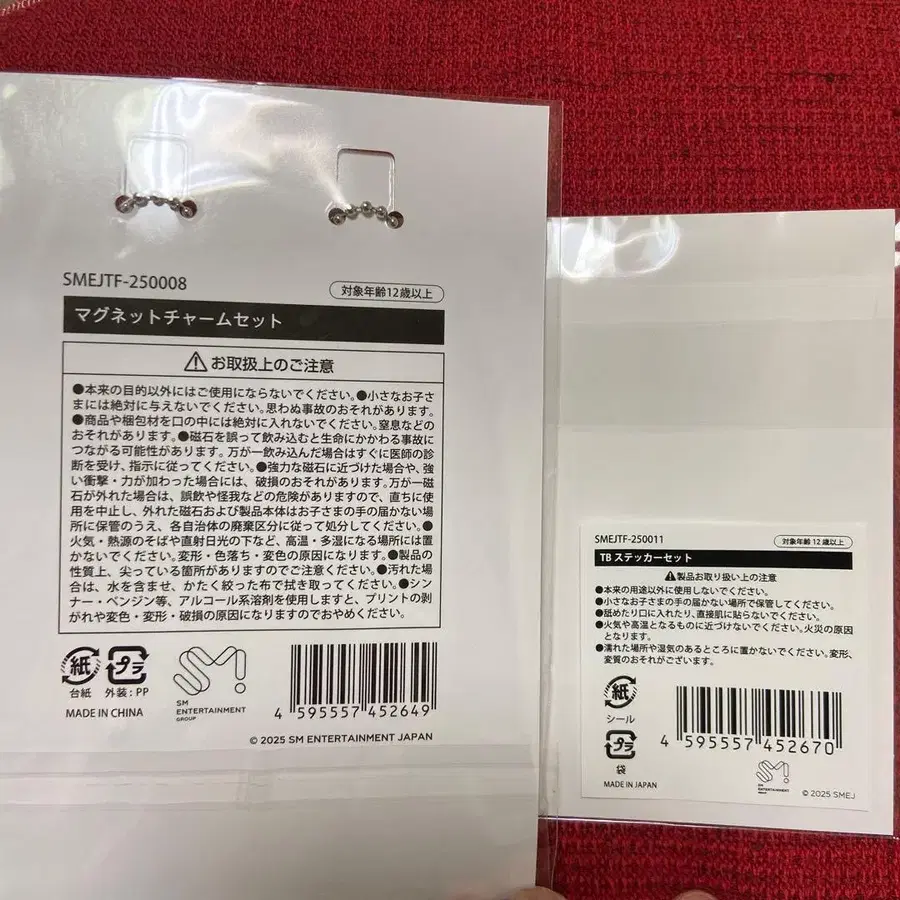 SMEJTF-250008
対象年齢12歳以上
マグネットチャームセット
⚠お取扱上のご注意
●本来の目的以外にはご使用にならないでください。●小さなお子さ
まには絶対に与えないでください。思わぬ事故のおそれがあります。
●商品や梱包材を口の中には絶対に入れないでください。窒息などの
おそれがあります。●磁石を誤って飲み込むと生命にかかわる事故に
つながる可能性があります。万が一飲み込んだ場合はすぐに医師の診
断を受け、指示に従ってください。●強力な磁石に近づけた場合や、強
い衝撃・力が加わった場合には、破損のおそれがあります。万が一磁
石が外れた場合は、誤飲や怪我などの危険がありますので、直ちに使
用を中止し、外れた磁石および製品本体はお子さまの手の届かない場
所に保管のうえ、各自治体の廃棄区分に従って処分してください。●
火気・熱源のそばや直射日光の下など、高温・多湿になる場所には置
かないでください。変形・色落ち・変色の原因になります。●製品の
性質上、尖っている箇所がありますのでご注意ください。●汚れた場
合は、水を含ませ、かたく絞った布で拭き取ってください。●シン
ナー・ベンジン等、アルコール系溶剤を使用しますと、プリントの剥
がれや変色・変形・破損の原因になりますのでおやめください。
紙
台紙
プラ
外装:PP
MADE IN CHINA
SM
ENTERTAINMENT
GROUP
4 595557 452649
© 2025 SM ENTERTAINMENT JAPAN
SMEJTF-250011
対象年齢12歳以上
TB ステッカーセット
⚠製品お取り扱い上の注意
●本来の用途以外に使用しないでください。
●小さなお子さまの手の届かない場所で保管してください。
●舐めたり口に入れたり、直接肌に貼らないでください。
●火気や高温となるものに近づけないでください。火災の原因
となります。
●濡れた場所や湿気のあるところに置かないでください。変形、
変質のおそれがございます。
紙
シール
プラ
袋
MADE IN JAPAN
4 595557 452670
SM
ENTERTAINMENT
GROUP
© 2025 SMEJ